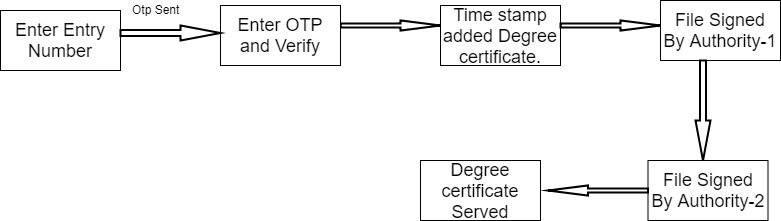 Enter Entry
Number
Otp Sent
Enter OTP
and Verify
Time stamp
added Degree
certificate.
File Signed
By Authority-1
File Signed
By Authority-2
Degree
certificate
Served